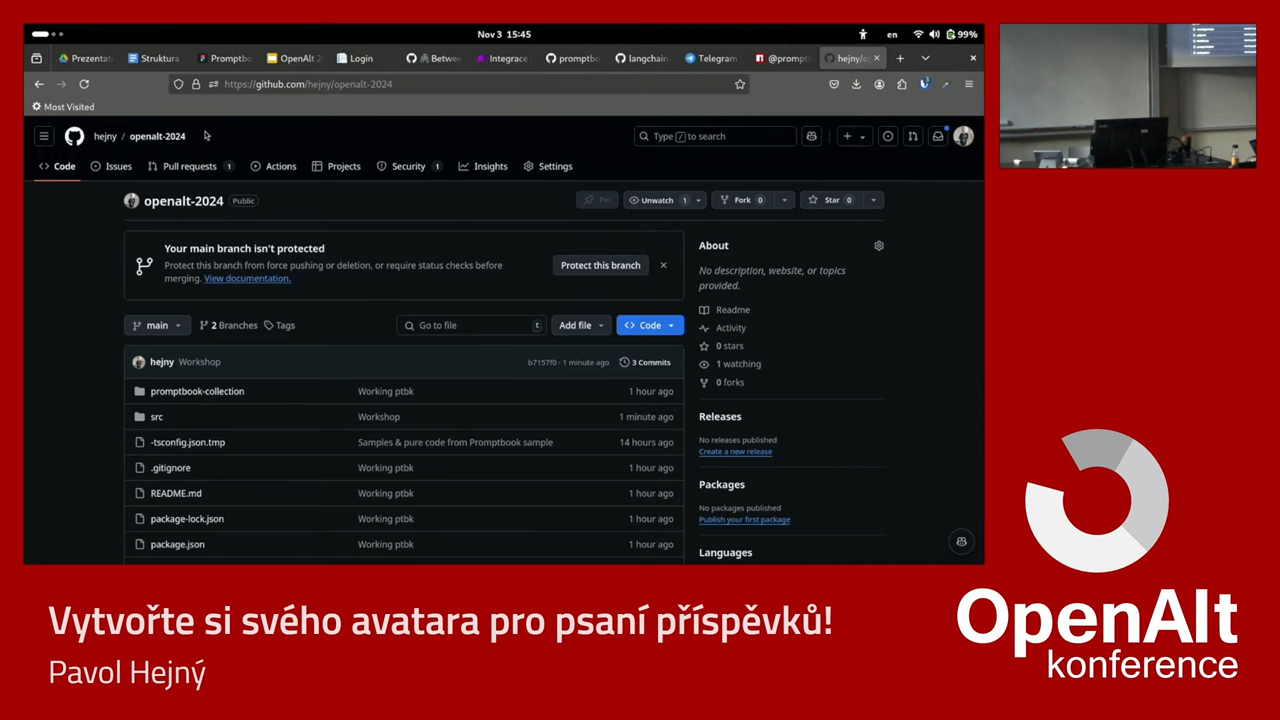 Nov 3 15:45
en
99%
Prezentat
Struktura
Promptb
OpenAlt 2
Login
Betwe
Integrace
promptbo
langchain
Telegram
@prompt
hejny/o
https://github.com/hejny/openalt-2024
Most Visited
hejny / openalt-2024
Type / to search
Code
Issues
Pull requests 1
Actions
Projects
Security 1
Insights
Settings
openalt-2024 Public
Pin
Unwatch 1
Fork 0
Star 0
Your main branch isn't protected
Protect this branch from force pushing or deletion, or require status checks before
merging. View documentation.
Protect this branch
main
2 Branches
Tags
Go to file
t
Add file
Code
hejny Workshop b7157f0 · 1 minute ago 3 Commits
promptbook-collection Working ptbk 1 hour ago
src Workshop 1 minute ago
-tsconfig.json.tmp Samples & pure code from Promptbook sample 14 hours ago
.gitignore Working ptbk 1 hour ago
README.md Working ptbk 1 hour ago
package-lock.json Working ptbk 1 hour ago
package.json Working ptbk 1 hour ago
About
No description, website, or topics
provided.
Readme
Activity
0 stars
1 watching
0 forks
Releases
No releases published
Create a new release
Packages
No packages published
Publish your first package
Languages
Vytvořte si svého avatara pro psaní příspěvků!
Pavol Hejný
OpenAlt
konference